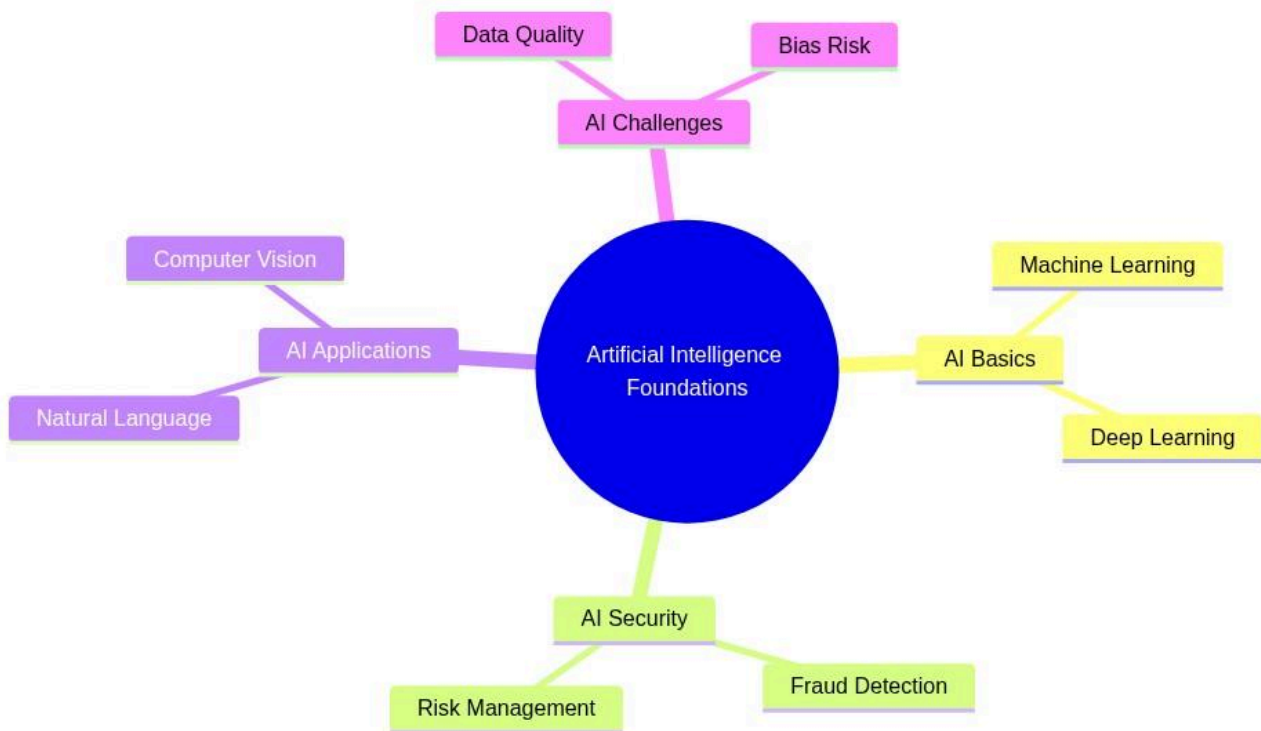 Data Quality
Bias Risk
AI Challenges
Computer Vision
Machine Learning
AI Applications
Artificial Intelligence
Foundations
AI Basics
Natural Language
Deep Learning
AI Security
Risk Management
Fraud Detection